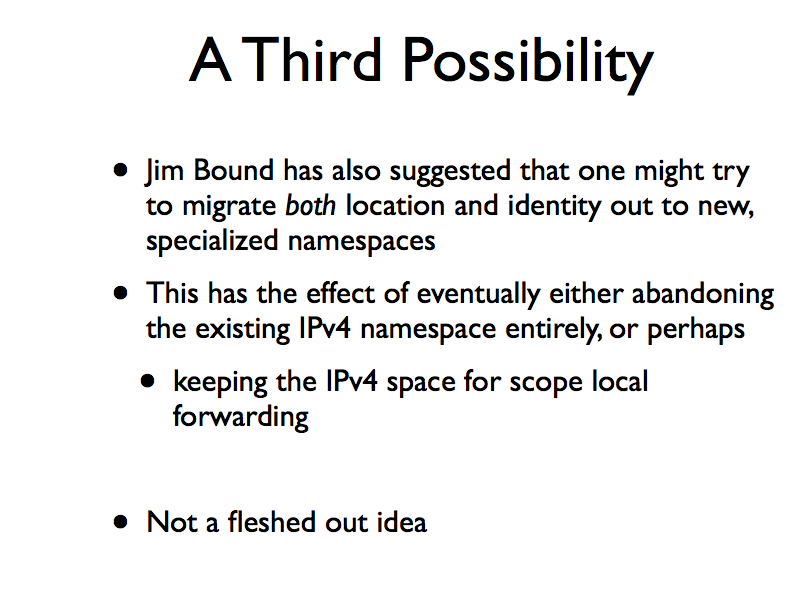 A Third Possibility
• Jim Bound has also suggested that one might try
to migrate both location and identity out to new,
specialized namespaces
• This has the effect of eventually either abandoning
the existing IPv4 namespace entirely, or perhaps
• keeping the IPv4 space for scope local
forwarding
• Not a fleshed out idea